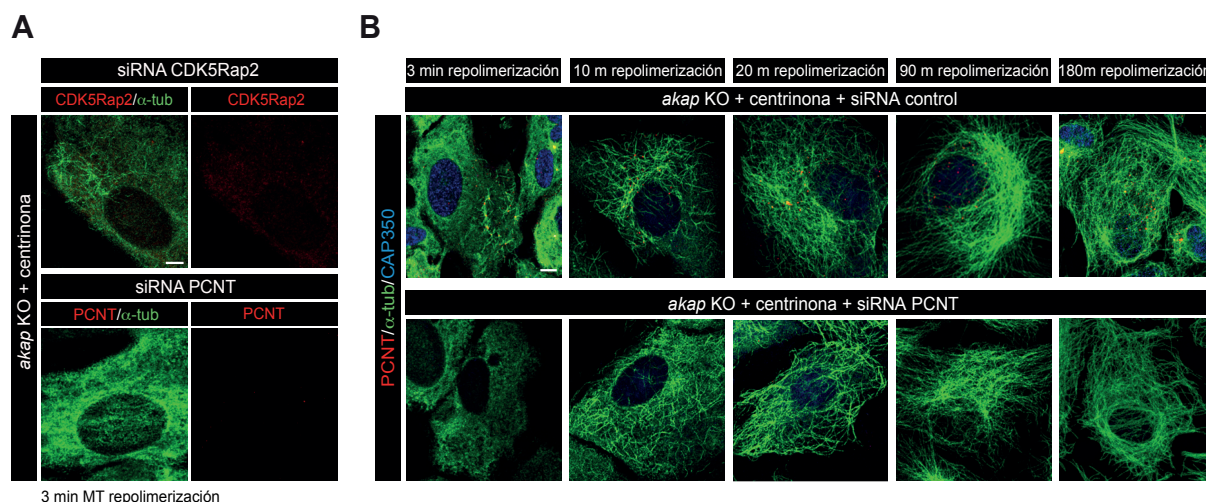 A
siRNA CDK5Rap2
CDK5Rap2/α-tub
CDK5Rap2
akap KO + centrinona
siRNA PCNT
PCNT/α-tub
PCNT
3 min MT repolimerización
B
3 min repolimerización
10 m repolimerización
20 m repolimerización
90 m repolimerización
180m repolimerización
akap KO + centrinona + siRNA control
PCNT/α-tub/CAP350
akap KO + centrinona + siRNA PCNT